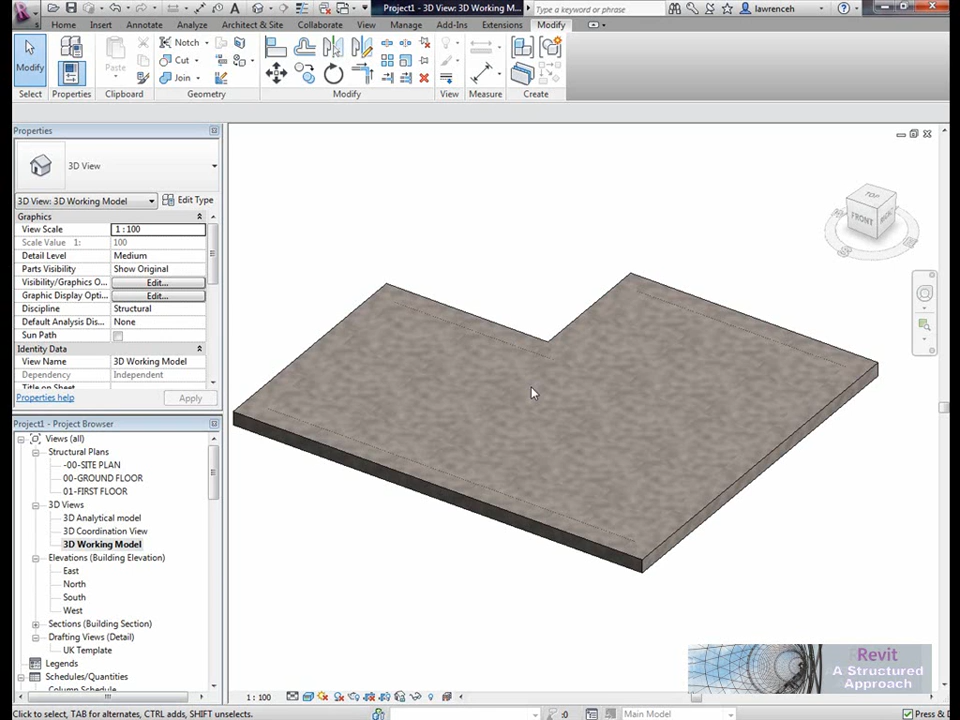 Project1 - 3D View: 3D Working M...
Type a keyword or phrase
lawrenceh
Home Insert Annotate Analyze Architect & Site Collaborate View Manage Add-Ins Extensions Modify
Modify
Paste
Notch
Cut
Join
Select Properties Clipboard Geometry Modify View Measure Create
Properties
3D View
3D View: 3D Working Model
Edit Type
Graphics
View Scale 1 : 100
Scale Value 1: 100
Detail Level Medium
Parts Visibility Show Original
Visibility/Graphics O... Edit...
Graphic Display Opti... Edit...
Discipline Structural
Default Analysis Dis... None
Sun Path
Identity Data
View Name 3D Working Model
Dependency Independent
Title on Sheet
Properties help
Apply
Project1 - Project Browser
Views (all)
Structural Plans
-00-SITE PLAN
00-GROUND FLOOR
01-FIRST FLOOR
3D Views
3D Analytical model
3D Coordination View
3D Working Model
Elevations (Building Elevation)
East
North
South
West
Sections (Building Section)
Drafting Views (Detail)
UK Template
Legends
Schedules/Quantities
Column Schedule
TOP
FRONT
RIGHT
Revit
A Structured
Approach
1 : 100
Click to select, TAB for alternates, CTRL adds, SHIFT unselects.
:0
Main Model
Press & D